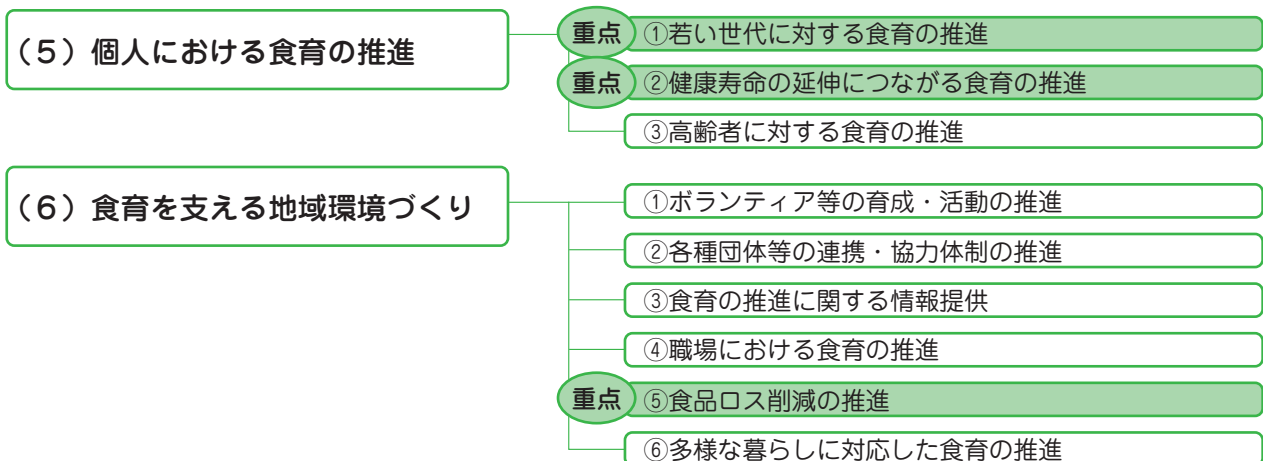 （５）個人における食育の推進
重点 ①若い世代に対する食育の推進
重点 ②健康寿命の延伸につながる食育の推進
③高齢者に対する食育の推進
（６）食育を支える地域環境づくり
①ボランティア等の育成・活動の推進
②各種団体等の連携・協力体制の推進
③食育の推進に関する情報提供
④職場における食育の推進
重点 ⑤食品ロス削減の推進
⑥多様な暮らしに対応した食育の推進